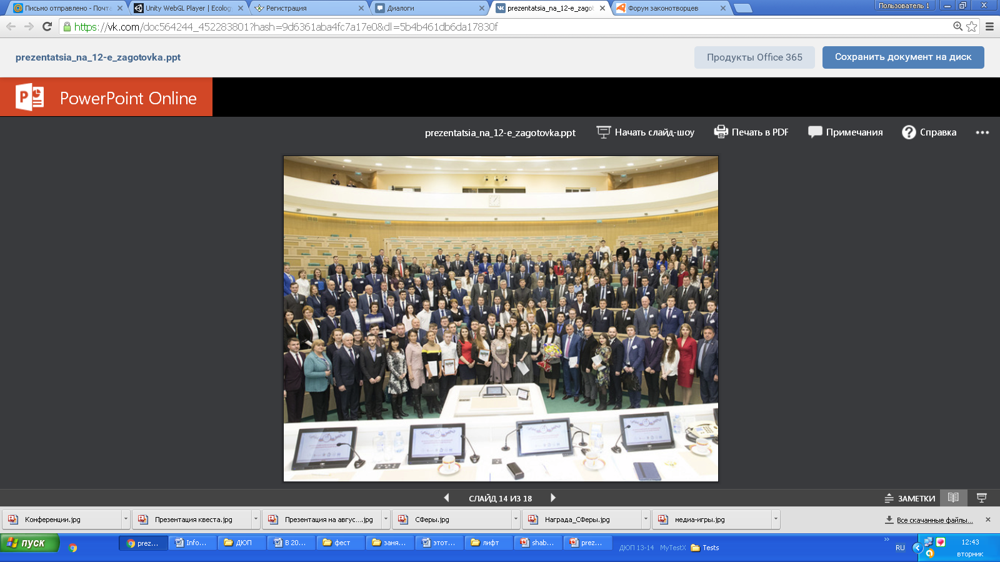 Письмо отправлено - Почта
Unity WebGL Player | Ecology
Регистрация
Диалоги
prezentatsia_na_12-e_zagot
Форум законотворцев
Пользователь 1
https://vk.com/doc564244_452283801?hash=9d6361aba4fc7a17e0&dl=5b4b461db6da17830f
prezentatsia_na_12-e_zagotovka.ppt
Продукты Office 365
Сохранить документ на диск
PowerPoint Online
prezentatsia_na_12-e_zagotovka.ppt
Начать слайд-шоу
Печать в PDF
Примечания
Справка
СЛАЙД 14 ИЗ 18
ЗАМЕТКИ
Конференции.jpg
Презентация квеста.jpg
Презентация на авгус....jpg
СФеры.jpg
Награда_СФеры.jpg
медиа-игры.jpg
Все скачанные файлы...
пуск
prez...
Info...
ДЮП
В 20...
фест
заня...
этот...
лифт
shab...
prez...
ДЮП 13-14
MyTestX
Tests
RU
12:43
вторник